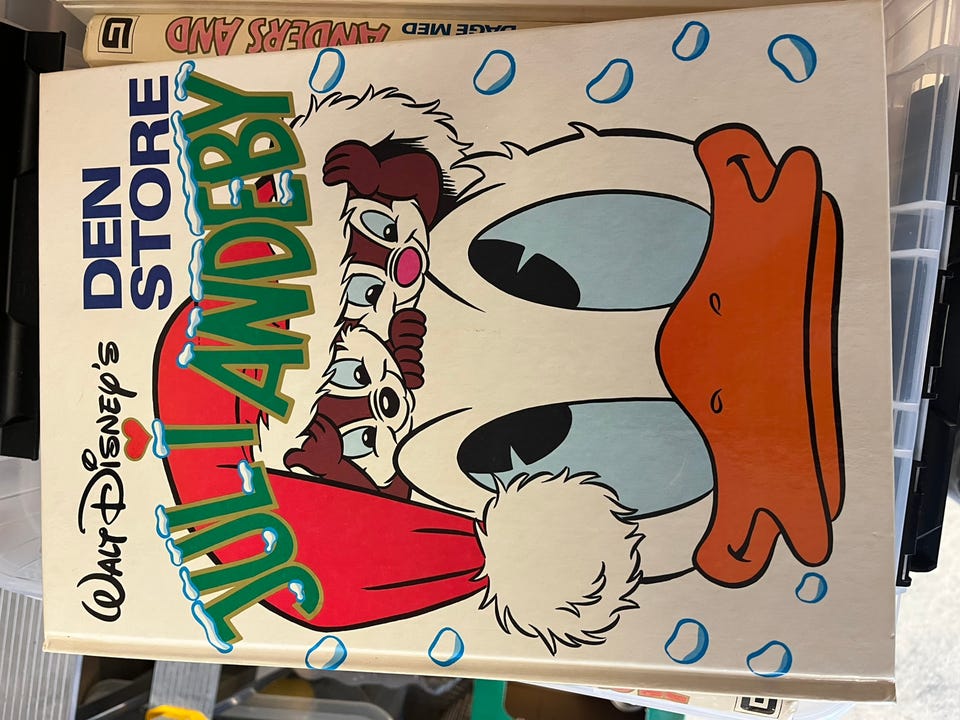 WALT DISNEY's DEN
STORE
JUL I ANDEBY
DAGE MED
ANDERS AND
G
G